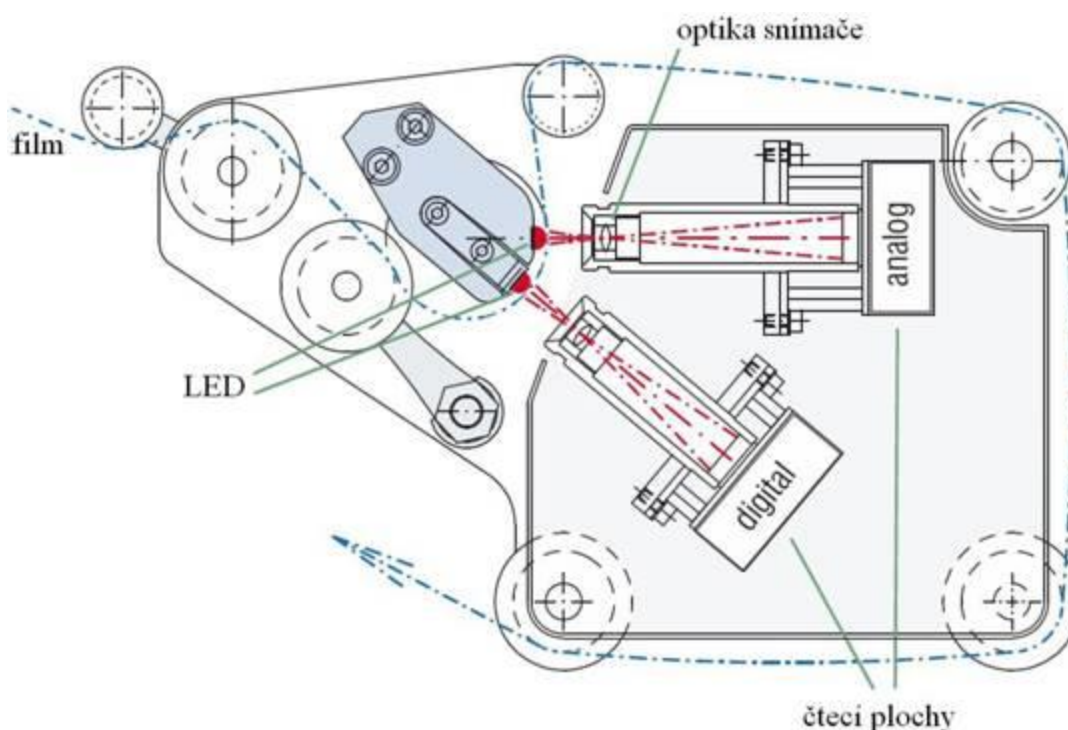 optika snímače
film
analog
LED
digital
čtecí plochy